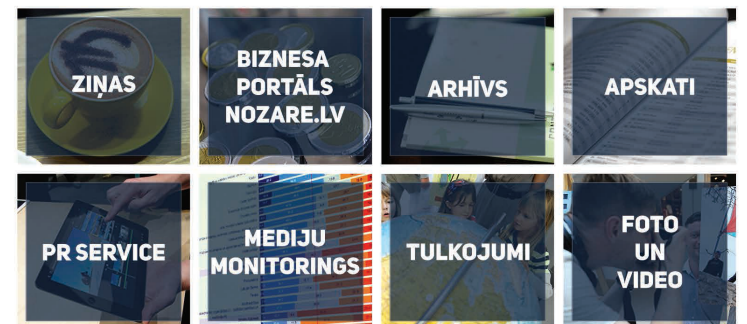 ZIŅAS
BIZNESA
PORTĀLS
NOZARE.LV
ARHĪVS
APSKATI
PR SERVICE
MEDIJU
MONITORINGS
TULKOJUMI
FOTO
UN
VIDEO